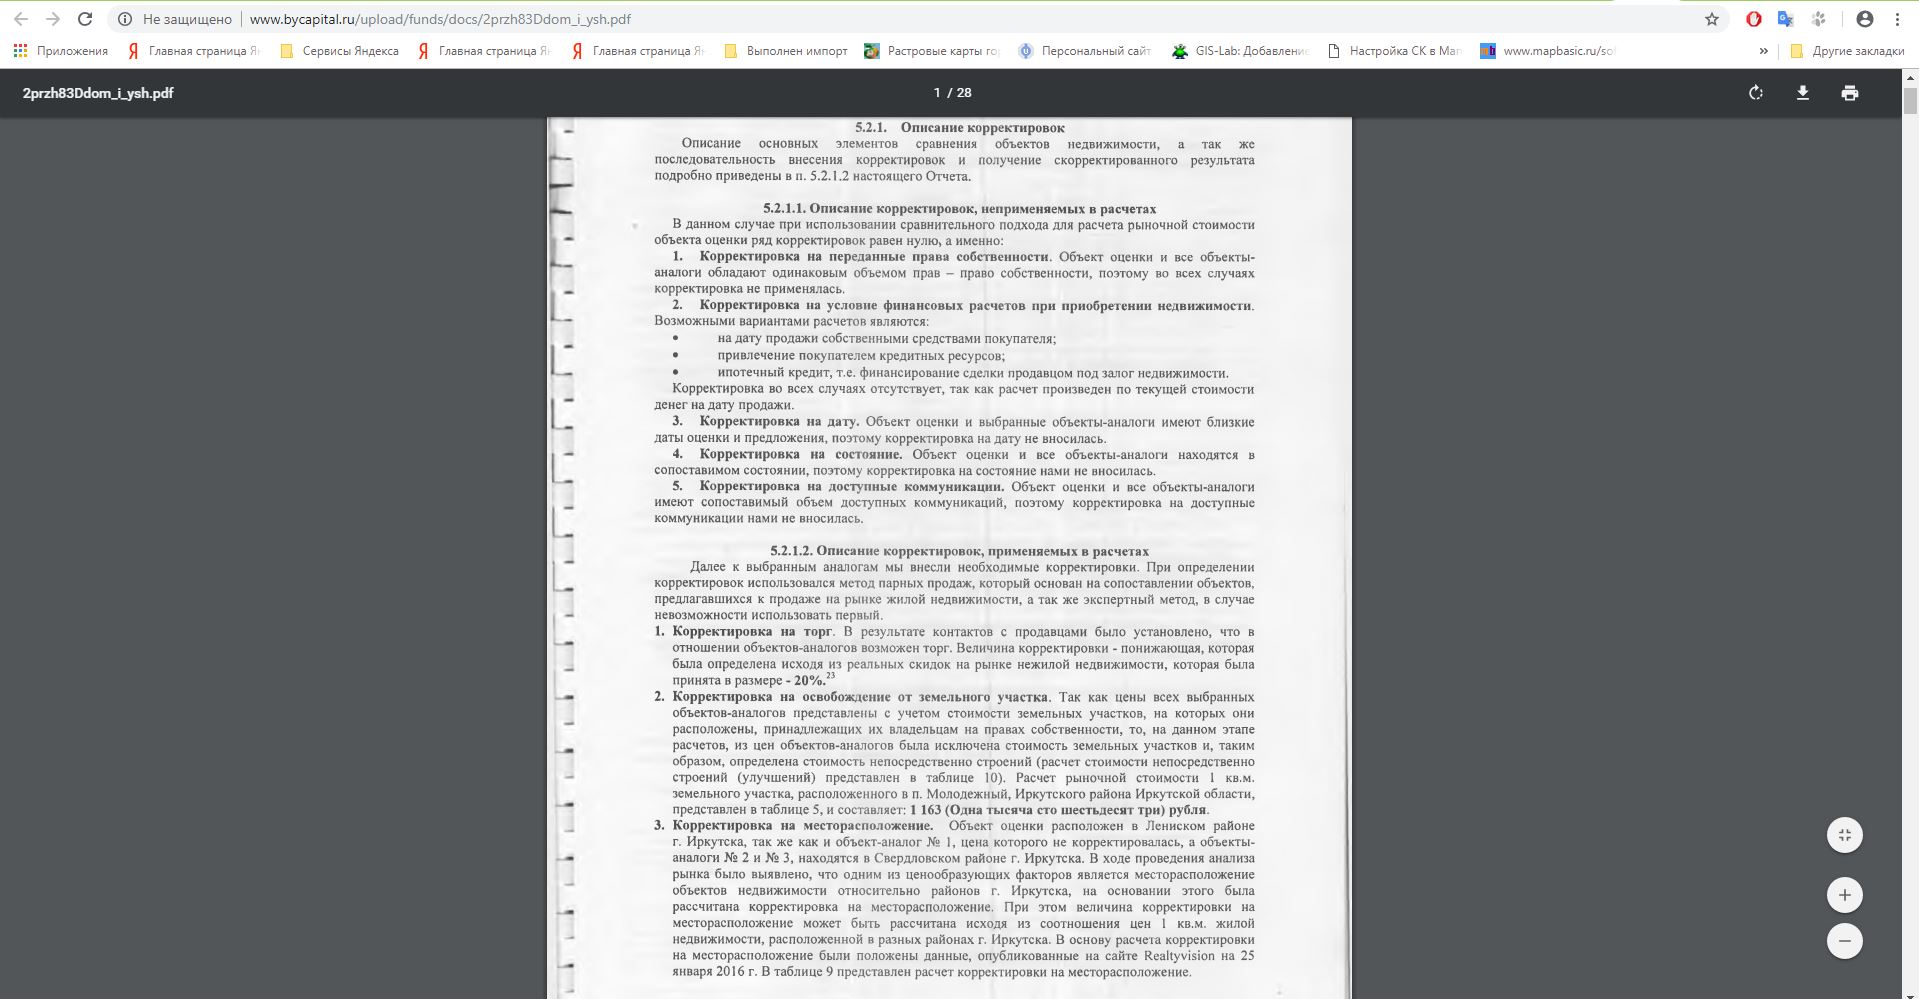 Не защищено | www.bycapital.ru/upload/funds/docs/2przh83Ddom_i_ysh.pdf
Приложения Главная страница Ян Сервисы Яндекса Главная страница Ян Главная страница Ян Выполнен импорт Растровые карты го Персональный сайт GIS-Lab: Добавление Настройка СК в Мап www.mapbasic.ru/so » Другие закладки
2przh83Ddom_i_ysh.pdf 1 / 28
5.2.1. Описание корректировок
Описание основных элементов сравнения объектов недвижимости, а так же
последовательность внесения корректировок и получение скорректированного результата
подробно приведены в п. 5.2.1.2 настоящего Отчета.
5.2.1.1. Описание корректировок, неприменяемых в расчетах
В данном случае при использовании сравнительного подхода для расчета рыночной стоимости
объекта оценки ряд корректировок равен нулю, а именно:
1. Корректировка на переданные права собственности. Объект оценки и все объекты-
аналоги обладают одинаковым объемом прав – право собственности, поэтому во всех случаях
корректировка не применялась.
2. Корректировка на условие финансовых расчетов при приобретении недвижимости.
Возможными вариантами расчетов являются:
• на дату продажи собственными средствами покупателя;
• привлечение покупателем кредитных ресурсов;
• ипотечный кредит, т.е. финансирование сделки продавцом под залог недвижимости.
Корректировка во всех случаях отсутствует, так как расчет произведен по текущей стоимости
денег на дату продажи.
3. Корректировка на дату. Объект оценки и выбранные объекты-аналоги имеют близкие
даты оценки и предложения, поэтому корректировка на дату не вносилась.
4. Корректировка на состояние. Объект оценки и все объекты-аналоги находятся в
сопоставимом состоянии, поэтому корректировка на состояние нами не вносилась.
5. Корректировка на доступные коммуникации. Объект оценки и все объекты-аналоги
имеют сопоставимый объем доступных коммуникаций, поэтому корректировка на доступные
коммуникации нами не вносилась.
5.2.1.2. Описание корректировок, применяемых в расчетах
Далее к выбранным аналогам мы внесли необходимые корректировки. При определении
корректировок использовался метод парных продаж, который основан на сопоставлении объектов,
предлагавшихся к продаже на рынке жилой недвижимости, а так же экспертный метод, в случае
невозможности использовать первый.
1. Корректировка на торг. В результате контактов с продавцами было установлено, что в
отношении объектов-аналогов возможен торг. Величина корректировки - понижающая, которая
была определена исходя из реальных скидок на рынке нежилой недвижимости, которая была
принята в размере - 20%.23
2. Корректировка на освобождение от земельного участка. Так как цены всех выбранных
объектов-аналогов представлены с учетом стоимости земельных участков, на которых они
расположены, принадлежащих их владельцам на правах собственности, то, на данном этапе
расчетов, из цен объектов-аналогов была исключена стоимость земельных участков и, таким
образом, определена стоимость непосредственно строений (расчет стоимости непосредственно
строений (улучшений) представлен в таблице 10). Расчет рыночной стоимости 1 кв.м.
земельного участка, расположенного в п. Молодежный, Иркутского района Иркутской области,
представлен в таблице 5, и составляет: 1 163 (Одна тысяча сто шестьдесят три) рубля.
3. Корректировка на месторасположение. Объект оценки расположен в Лениском районе
г. Иркутска, так же как и объект-аналог № 1, цена которого не корректировалась, а объекты-
аналоги № 2 и № 3, находятся в Свердловском районе г. Иркутска. В ходе проведения анализа
рынка было выявлено, что одним из ценообразующих факторов является месторасположение
объектов недвижимости относительно районов г. Иркутска, на основании этого была
рассчитана корректировка на месторасположение. При этом величина корректировки на
месторасположение может быть рассчитана исходя из соотношения цен 1 кв.м. жилой
недвижимости, расположенной в разных районах г. Иркутска. В основу расчета корректировки
на месторасположение были положены данные, опубликованные на сайте Realtyvision на 25
января 2016 г. В таблице 9 представлен расчет корректировки на месторасположение.